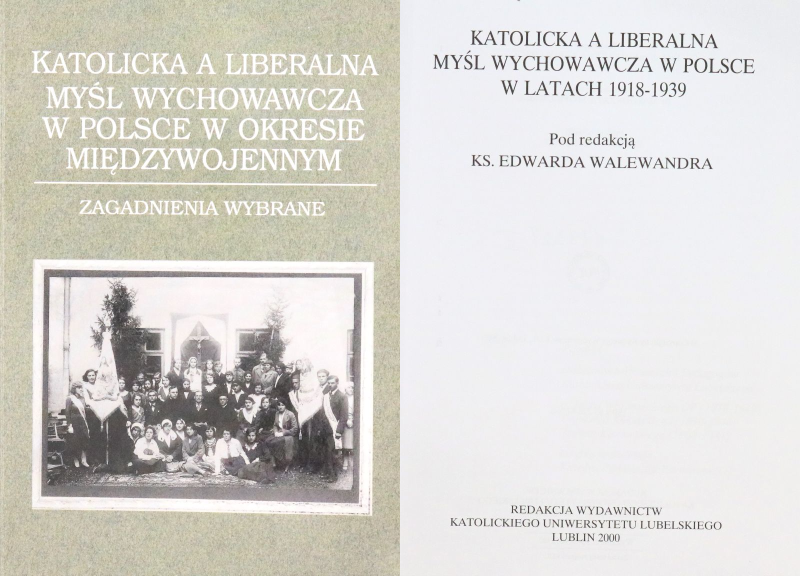 KATOLICKA A LIBERALNA
MYŚL WYCHOWAWCZA
W POLSCE W OKRESIE
MIĘDZYWOJENNYM
ZAGADNIENIA WYBRANE
KATOLICKA A LIBERALNA
MYŚL WYCHOWAWCZA W POLSCE
W LATACH 1918-1939
Pod redakcją
KS. EDWARDA WALEWANDRA
REDAKCJA WYDAWNICTW
KATOLICKIEGO UNIWERSYTETU LUBELSKIEGO
LUBLIN 2000